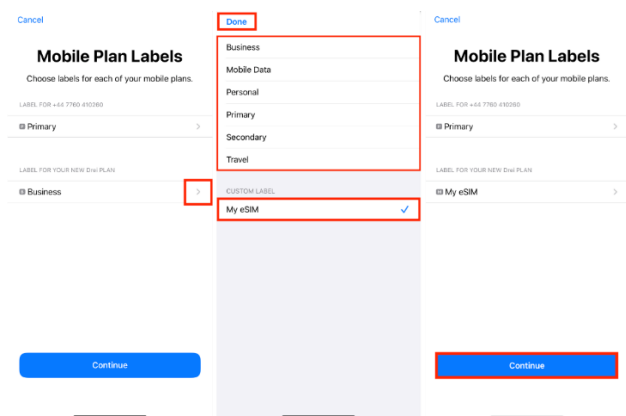 Cancel
Mobile Plan Labels
Choose labels for each of your mobile plans.
LABEL FOR +44 7760 410260
P Primary
LABEL FOR YOUR NEW Drei PLAN
B Business
Continue
Done
Business
Mobile Data
Personal
Primary
Secondary
Travel
CUSTOM LABEL
My eSIM
Cancel
Mobile Plan Labels
Choose labels for each of your mobile plans.
LABEL FOR +44 7760 410260
P Primary
LABEL FOR YOUR NEW Drei PLAN
My eSIM
Continue